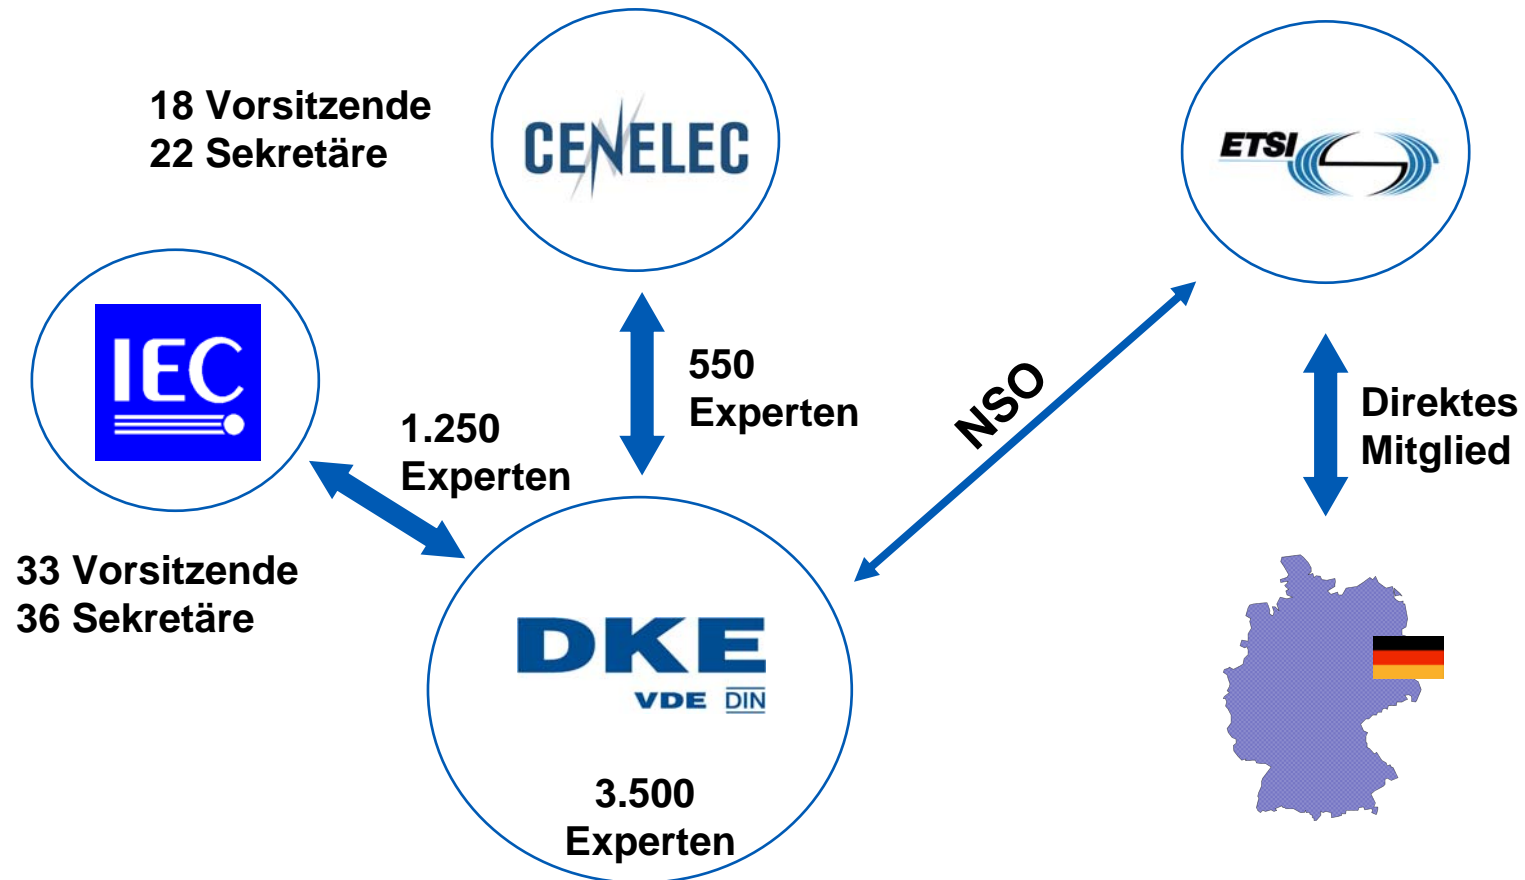 18 Vorsitzende
22 Sekretäre
CENELEC
ETSI
IEC
1.250
Experten
550
Experten
NSO
Direktes
Mitglied
33 Vorsitzende
36 Sekretäre
DKE
VDE DIN
3.500
Experten